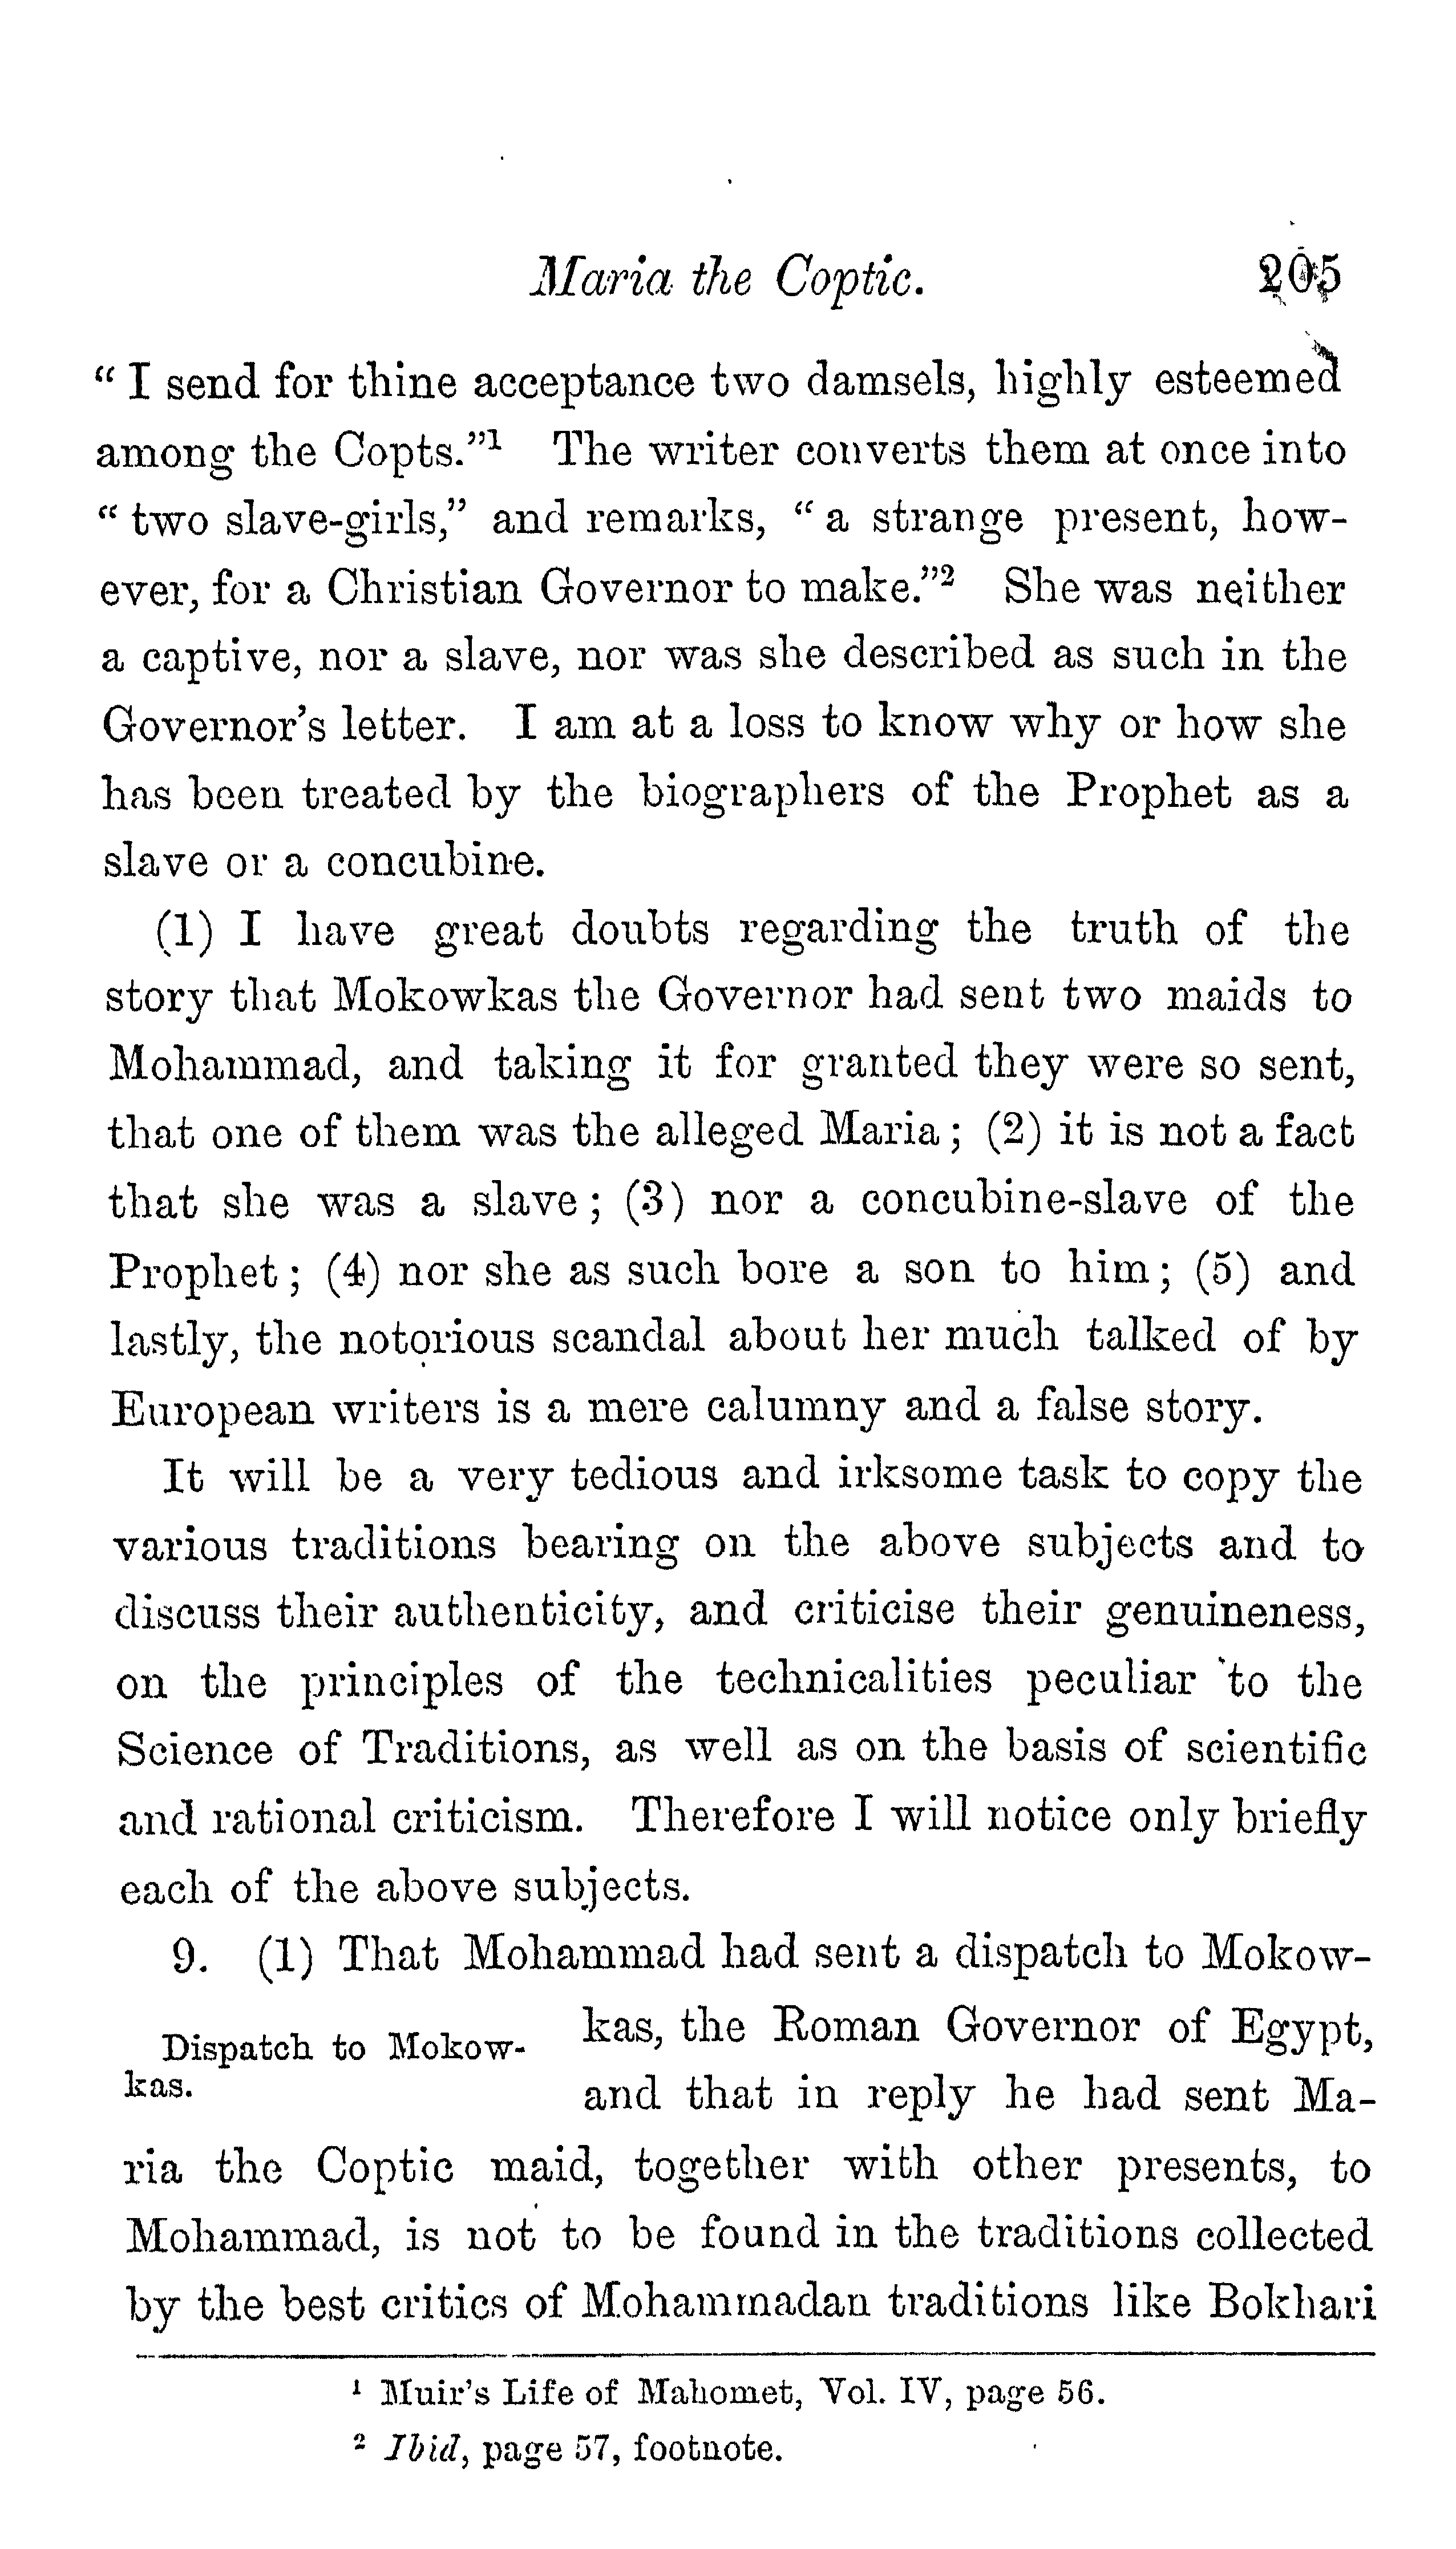 Maria the Coptic. 205
“ I send for thine acceptance two damsels, highly esteemed
among the Copts.”¹ The writer converts them at once into
“ two slave-girls,” and remarks, “ a strange present, how-
ever, for a Christian Governor to make.”² She was neither
a captive, nor a slave, nor was she described as such in the
Governor’s letter. I am at a loss to know why or how she
has been treated by the biographers of the Prophet as a
slave or a concubine.
(1) I have great doubts regarding the truth of the
story that Mokowkas the Governor had sent two maids to
Mohammad, and taking it for granted they were so sent,
that one of them was the alleged Maria ; (2) it is not a fact
that she was a slave ; (3) nor a concubine-slave of the
Prophet ; (4) nor she as such bore a son to him ; (5) and
lastly, the notorious scandal about her much talked of by
European writers is a mere calumny and a false story.
It will be a very tedious and irksome task to copy the
various traditions bearing on the above subjects and to
discuss their authenticity, and criticise their genuineness,
on the principles of the technicalities peculiar to the
Science of Traditions, as well as on the basis of scientific
and rational criticism. Therefore I will notice only briefly
each of the above subjects.
9. (1) That Mohammad had sent a dispatch to Mokow-
Dispatch to Mokow-
kas.
kas, the Roman Governor of Egypt,
and that in reply he had sent Ma-
ria the Coptic maid, together with other presents, to
Mohammad, is not to be found in the traditions collected
by the best critics of Mohammadan traditions like Bokhari
¹ Muir’s Life of Mahomet, Vol. IV, page 56.
² Ibid, page 57, footnote.